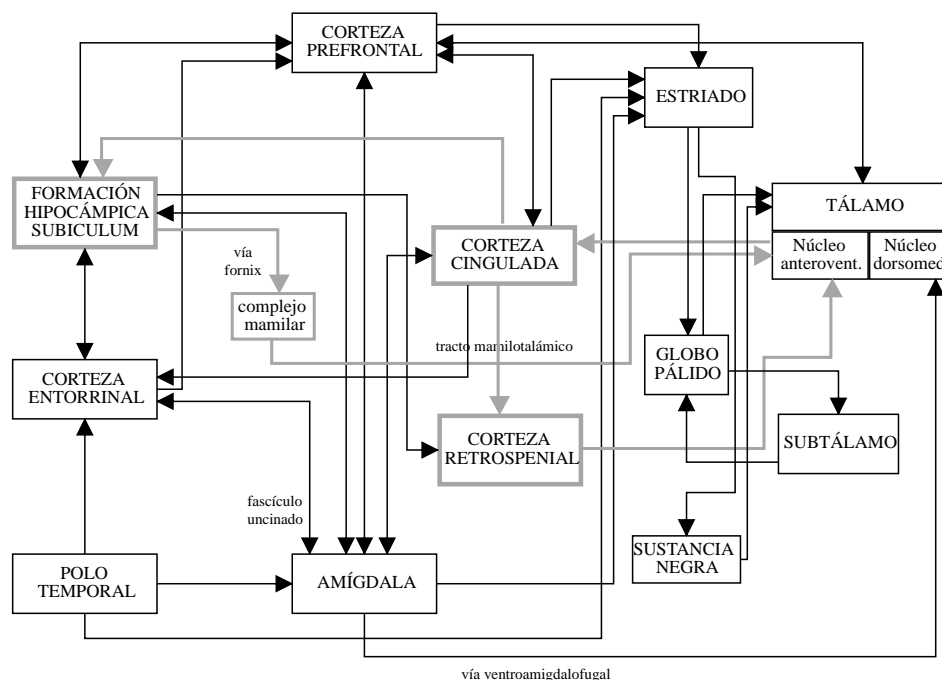 CORTEZA
PREFRONTAL
ESTRIADO
FORMACIÓN
HIPOCÁMPICA
SUBICULUM
TÁLAMO
vía
fornix
CORTEZA
CINGULADA
Núcleo
anterovent.
Núcleo
dorsomed.
complejo
mamilar
tracto mamilotalámico
GLOBO
PÁLIDO
CORTEZA
ENTORRINAL
CORTEZA
RETROSPENIAL
SUBTÁLAMO
fascículo
uncinado
SUSTANCIA
NEGRA
POLO
TEMPORAL
AMÍGDALA
vía ventroamigdalofugal